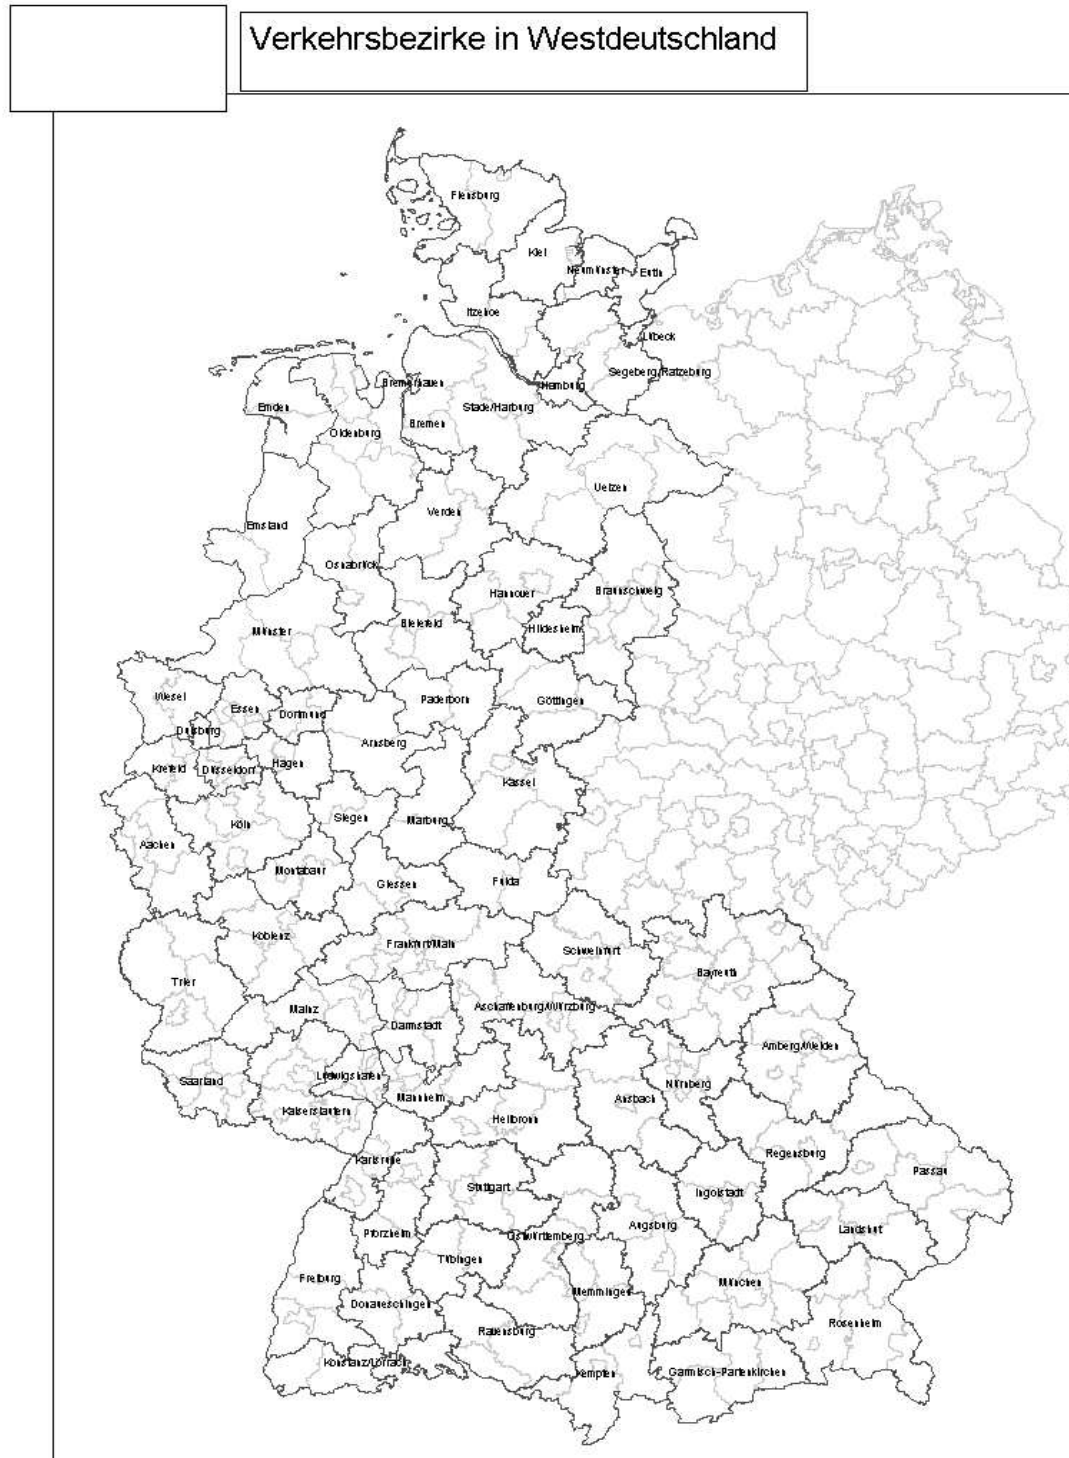 Verkehrsbezirke in Westdeutschland
Flensburg
Kiel
Neumünster
Eutin
Itzehoe
Lübeck
Segeberg/Ratzeburg
Hamburg
Bremerhaven
Emden
Stade/Harburg
Bremen
Oldenburg
Uelzen
Verden
Emsland
Osnabrück
Hannover
Braunschweig
Bielefeld
Hildesheim
Münster
Wesel
Paderborn
Göttingen
Essen
Dortmund
Duisburg
Arnsberg
Hagen
Krefeld
Düsseldorf
Kassel
Siegen
Marburg
Köln
Aachen
Montabaur
Giessen
Fulda
Koblenz
Frankfurt/Main
Schweinfurt
Bayreuth
Trier
Mainz
Aschaffenburg/Würzburg
Darmstadt
Amberg/Weiden
Saarland
Ludwigshafen
Nürnberg
Mannheim
Ansbach
Kaiserslautern
Heilbronn
Regensburg
Karlsruhe
Passau
Stuttgart
Ingolstadt
Augsburg
Landshut
Pforzheim
Ostwürttemberg
Tübingen
Freiburg
München
Memmingen
Donaueschingen
Rosenheim
Ravensburg
Konstanz/Lörrach
Kempten
Garmisch-Partenkirchen